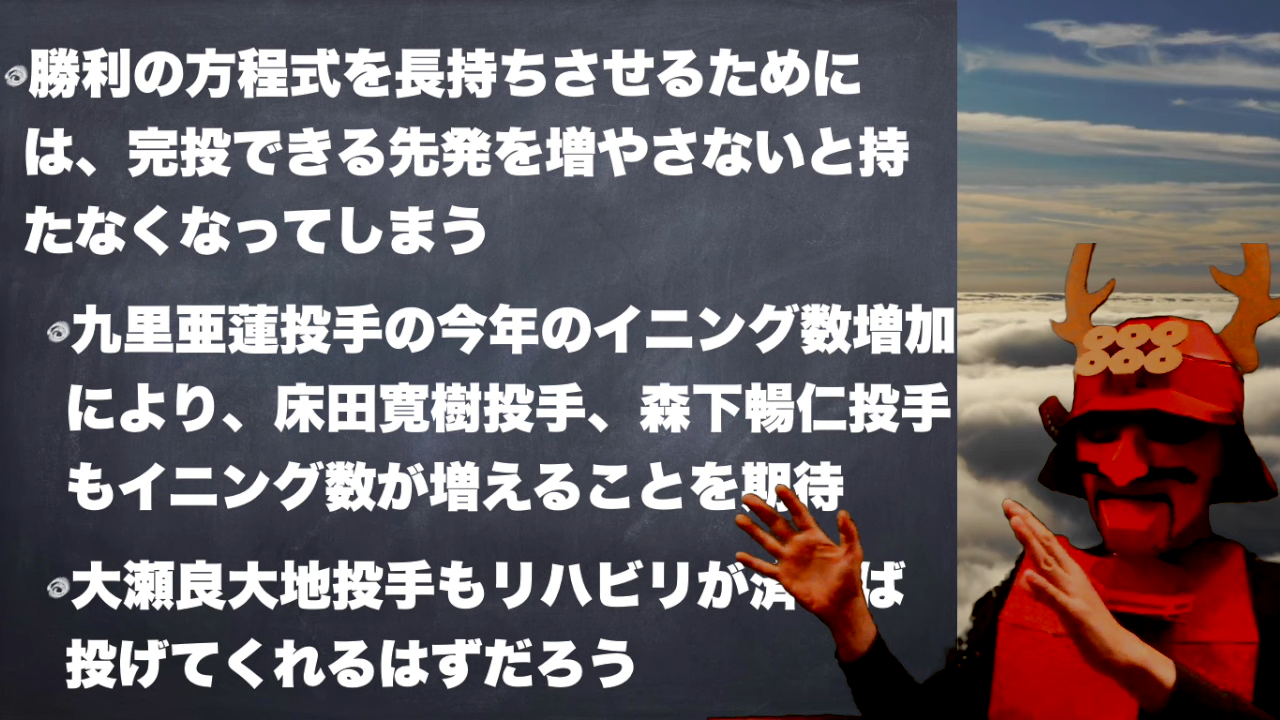 勝利の方程式を長持ちさせるために
は、完投できる先発を増やさないと持
たなくなってしまう
九里亜蓮投手の今年のイニング数増加
により、床田寛樹投手、森下暢仁投手
もイニング数が増えることを期待
大瀬良大地投手もリハビリが済めば
投げてくれるはずだろう